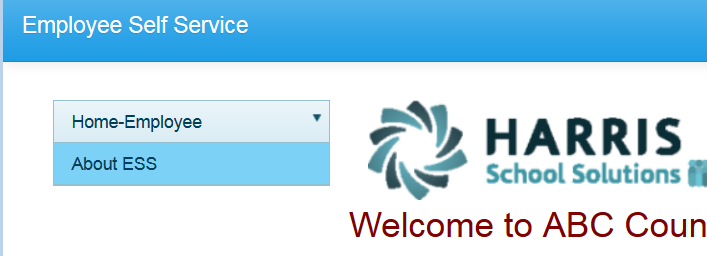 Employee Self Service
Home-Employee
About ESS
HARRIS
School Solutions
Welcome to ABC Coun